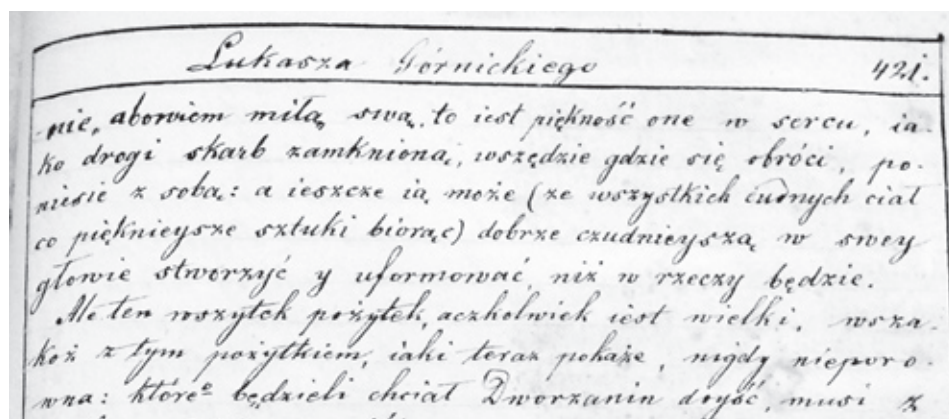 Łukasza Górnickiego 421.
-nie, abowiem miłą swą, to iest piękność one w sercu, ia-
ko drogi skarb zamknioną, wszędzie gdzie się obróci, po-
niesie z sobą: a ieszcze ią może (ze wszystkich cudnych ciał
co pięknieysze sztuki biorąc) dobrze czudnieyszą w swey
głowie stworzyć y uformować, niż w rzeczy będzie.
Ale ten wszytek pożytek, aczkolwiek iest wielki, wsza-
koż z tym pożytkiem, iaki teraz pokażę, nigdy nieporo-
wna: które° będzieli chciał Dworzanin doyść, musi z